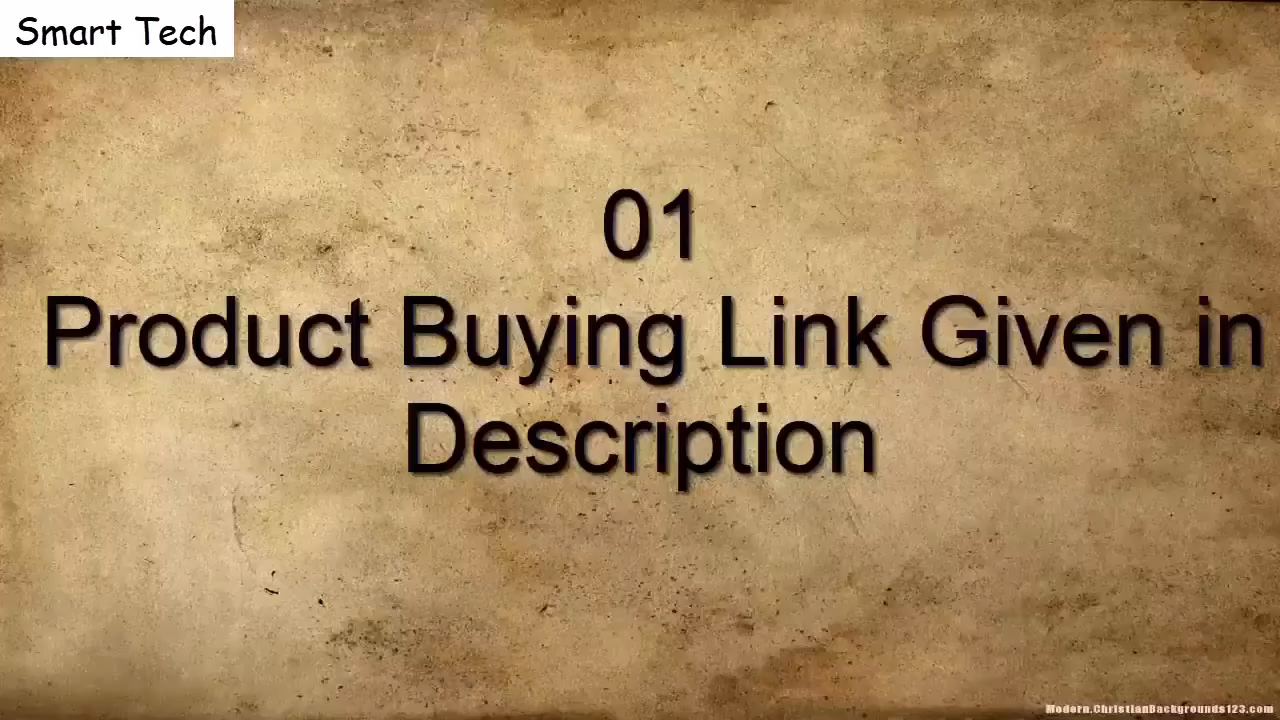 Smart Tech
01
Product Buying Link Given in
Description
Modern.ChristianBackgrounds123.com